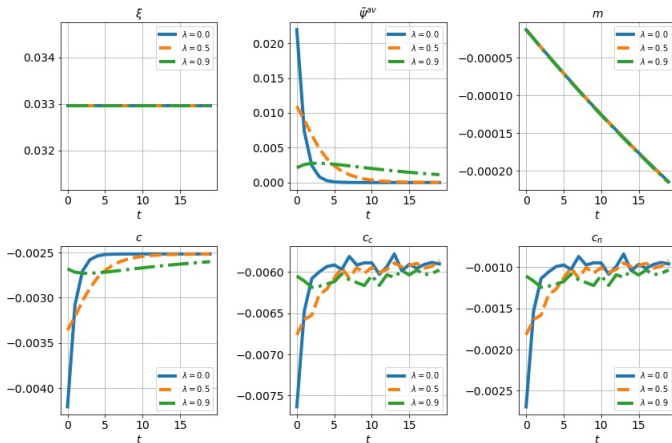 ξ
0.034
0.033
0.032
0 5 10 15
t
λ = 0.0
λ = 0.5
λ = 0.9
ψ̃ᵃᵛ
0.020
0.015
0.010
0.005
0.000
0 5 10 15
t
λ = 0.0
λ = 0.5
λ = 0.9
m
−0.00005
−0.00010
−0.00015
−0.00020
0 5 10 15
t
λ = 0.0
λ = 0.5
λ = 0.9
c
−0.0025
−0.0030
−0.0035
−0.0040
0 5 10 15
t
λ = 0.0
λ = 0.5
λ = 0.9
c_c
−0.0060
−0.0065
−0.0070
−0.0075
0 5 10 15
t
λ = 0.0
λ = 0.5
λ = 0.9
c_n
−0.0010
−0.0015
−0.0020
−0.0025
0 5 10 15
t
λ = 0.0
λ = 0.5
λ = 0.9